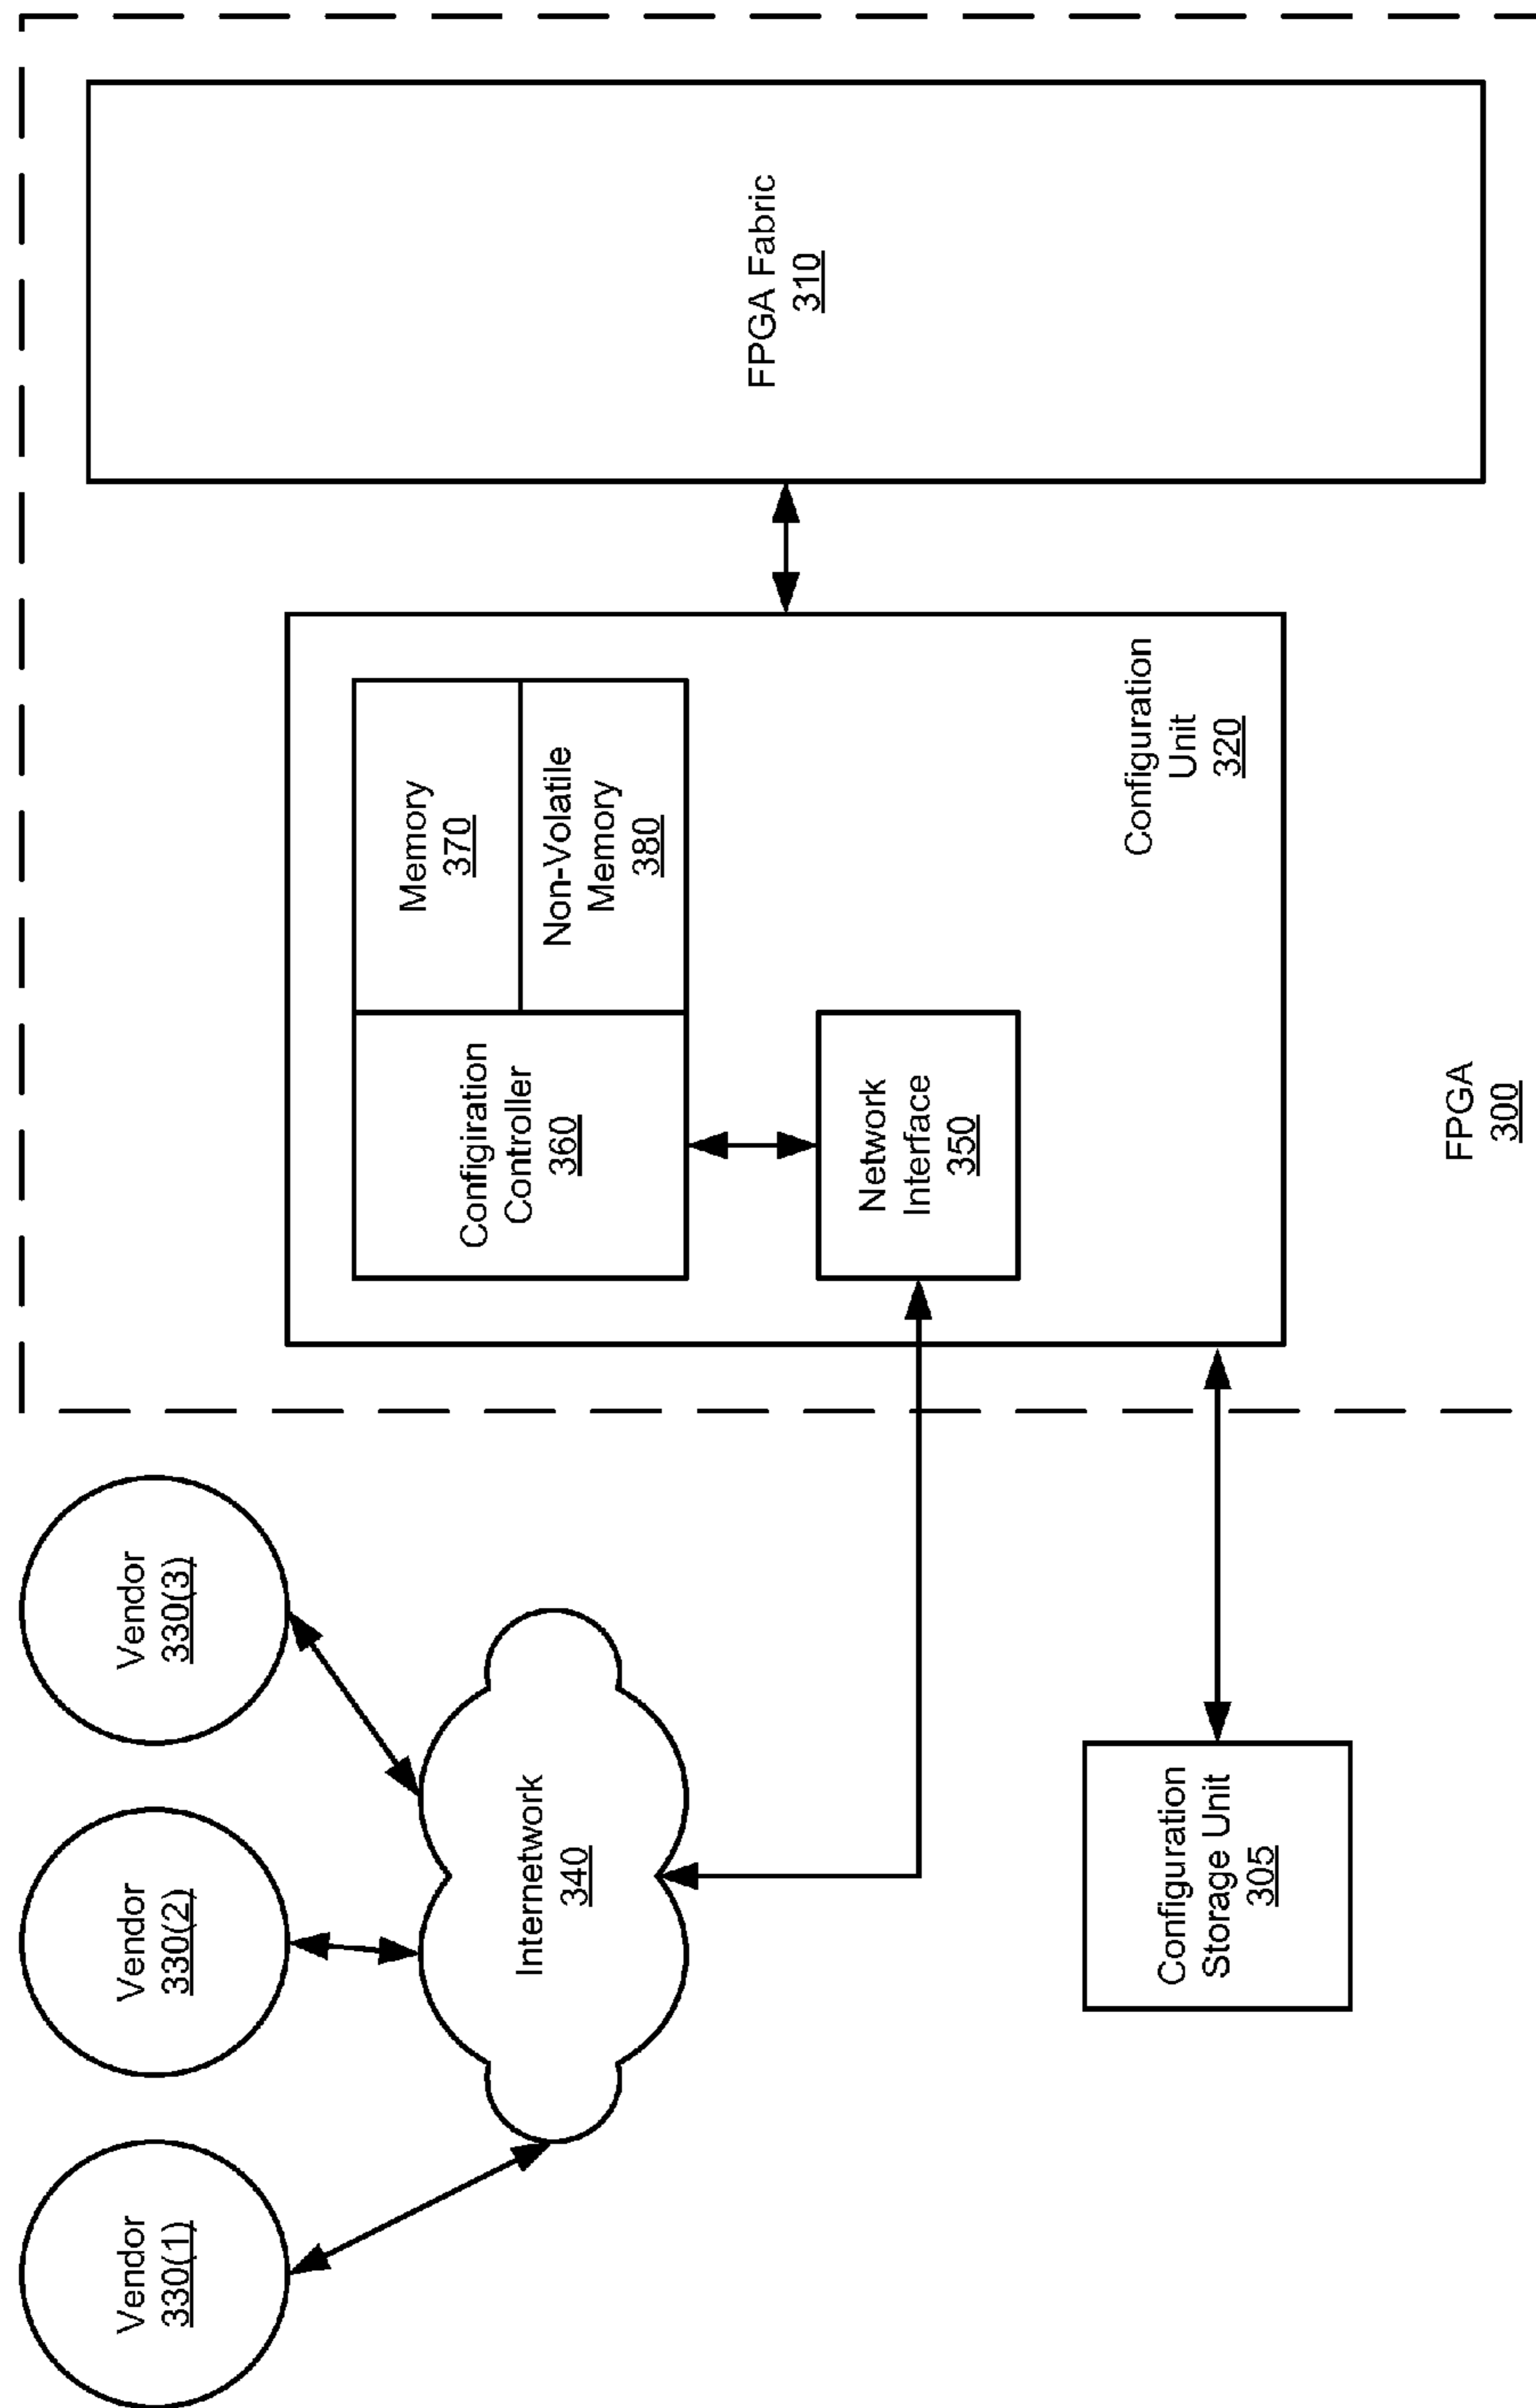 Vendor
330(1)
Vendor
330(2)
Vendor
330(3)
Internetwork
340
Configuration
Storage Unit
305
Configiration
Controller
360
Memory
370
Non-Volatile
Memory
380
Network
Interface
350
Configuration
Unit
320
FPGA Fabric
310
FPGA
300